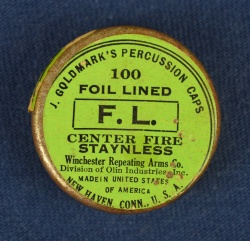 J. GOLDMARK'S PERCUSSION CAPS
100
FOIL LINED
F. L.
CENTER FIRE
STAYNLESS
Winchester Repeating Arms Co.
Division of Olin Industries, Inc.
MADE IN UNITED STATES
OF AMERICA
NEW HAVEN, CONN., U. S. A.